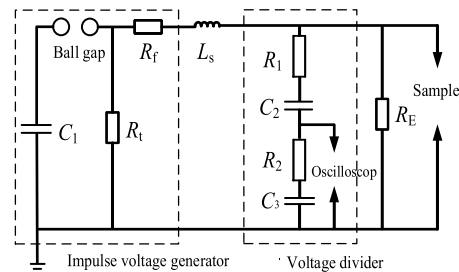 Ball gap
R_f
L_s
C_1
R_t
R_1
C_2
R_2
Oscilloscop
C_3
R_E
Sample
Impulse voltage generator
Voltage divider